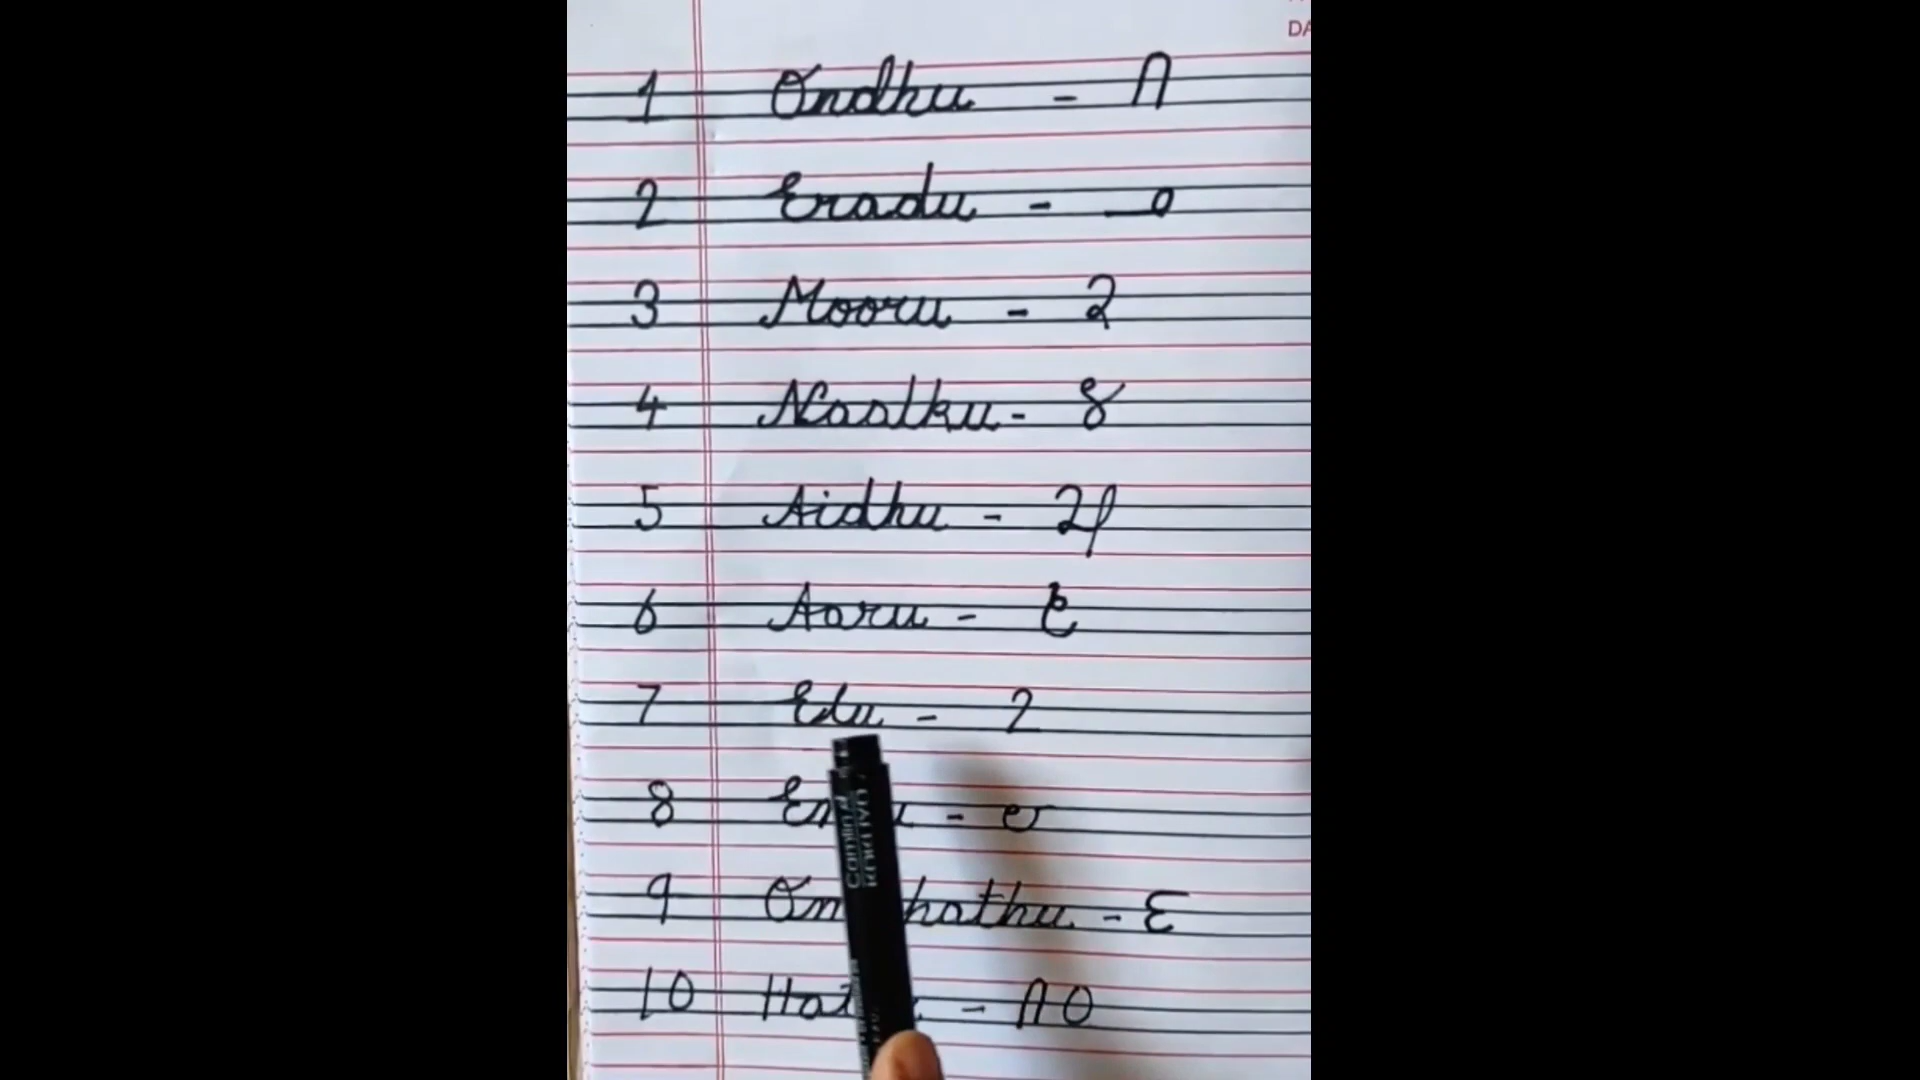 DA
1 Ondhu - ೧
2 Eradu - ೨
3 Mooru - ೩
4 Naalku - ೪
5 Aidhu - ೫
6 Aaru - ೬
7 Elu - ೭
8 - ೮
9 - ೯
10 - ೧೦
camlin